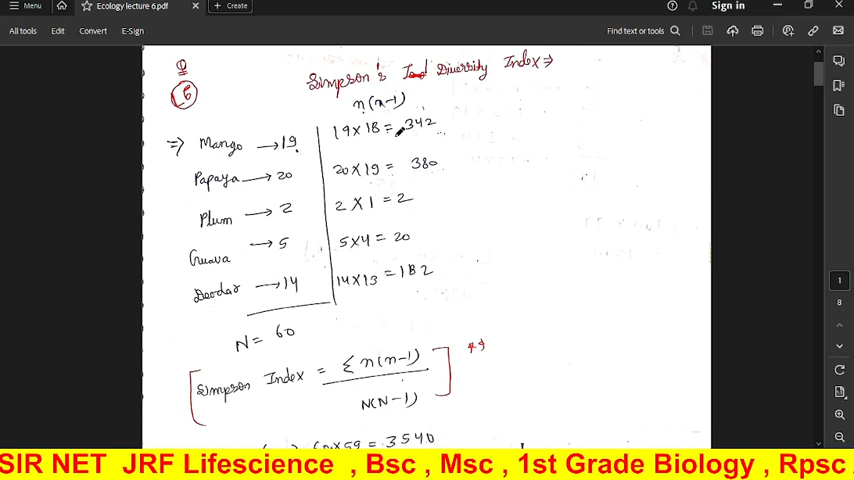 Menu
Ecology lecture 6.pdf
Create
Sign in
All tools
Edit
Convert
E-Sign
Find text or tools
Q
6
Simpson's Ind Diversity Index ⇒
n(n-1)
⇒ Mango → 19 19 x 18 = 342
Papaya → 20 20 x 19 = 380
Plum → 2 2 x 1 = 2
Guava → 5 5 x 4 = 20
Deodar → 14 14 x 13 = 182
N = 60
[Simpson Index = Σ n(n-1) / N(N-1)] **
x 59 = 3540
1
8
SIR NET JRF Lifescience , Bsc , Msc , 1st Grade Biology , Rpsc